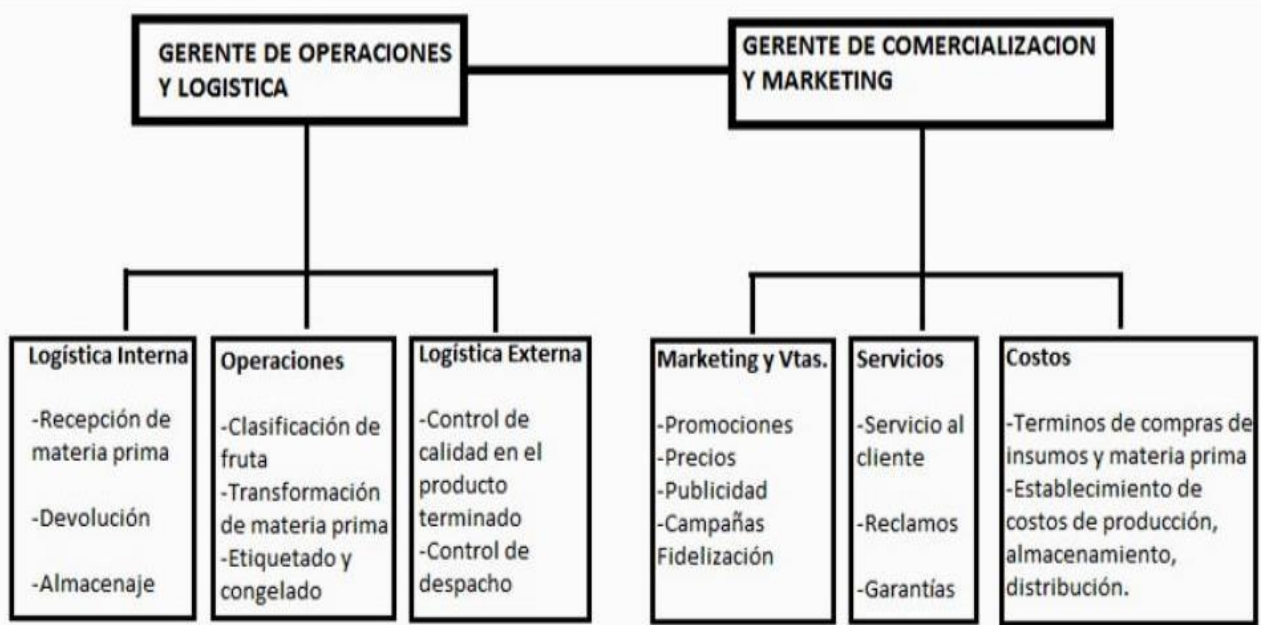 GERENTE DE OPERACIONES
Y LOGISTICA
GERENTE DE COMERCIALIZACION
Y MARKETING
Logística Interna
-Recepción de
materia prima
-Devolución
-Almacenaje
Operaciones
-Clasificación de
fruta
-Transformación
de materia prima
-Etiquetado y
congelado
Logística Externa
-Control de
calidad en el
producto
terminado
-Control de
despacho
Marketing y Vtas.
-Promociones
-Precios
-Publicidad
-Campañas
Fidelización
Servicios
-Servicio al
cliente
-Reclamos
-Garantías
Costos
-Terminos de compras de
insumos y materia prima
-Establecimiento de
costos de producción,
almacenamiento,
distribución.